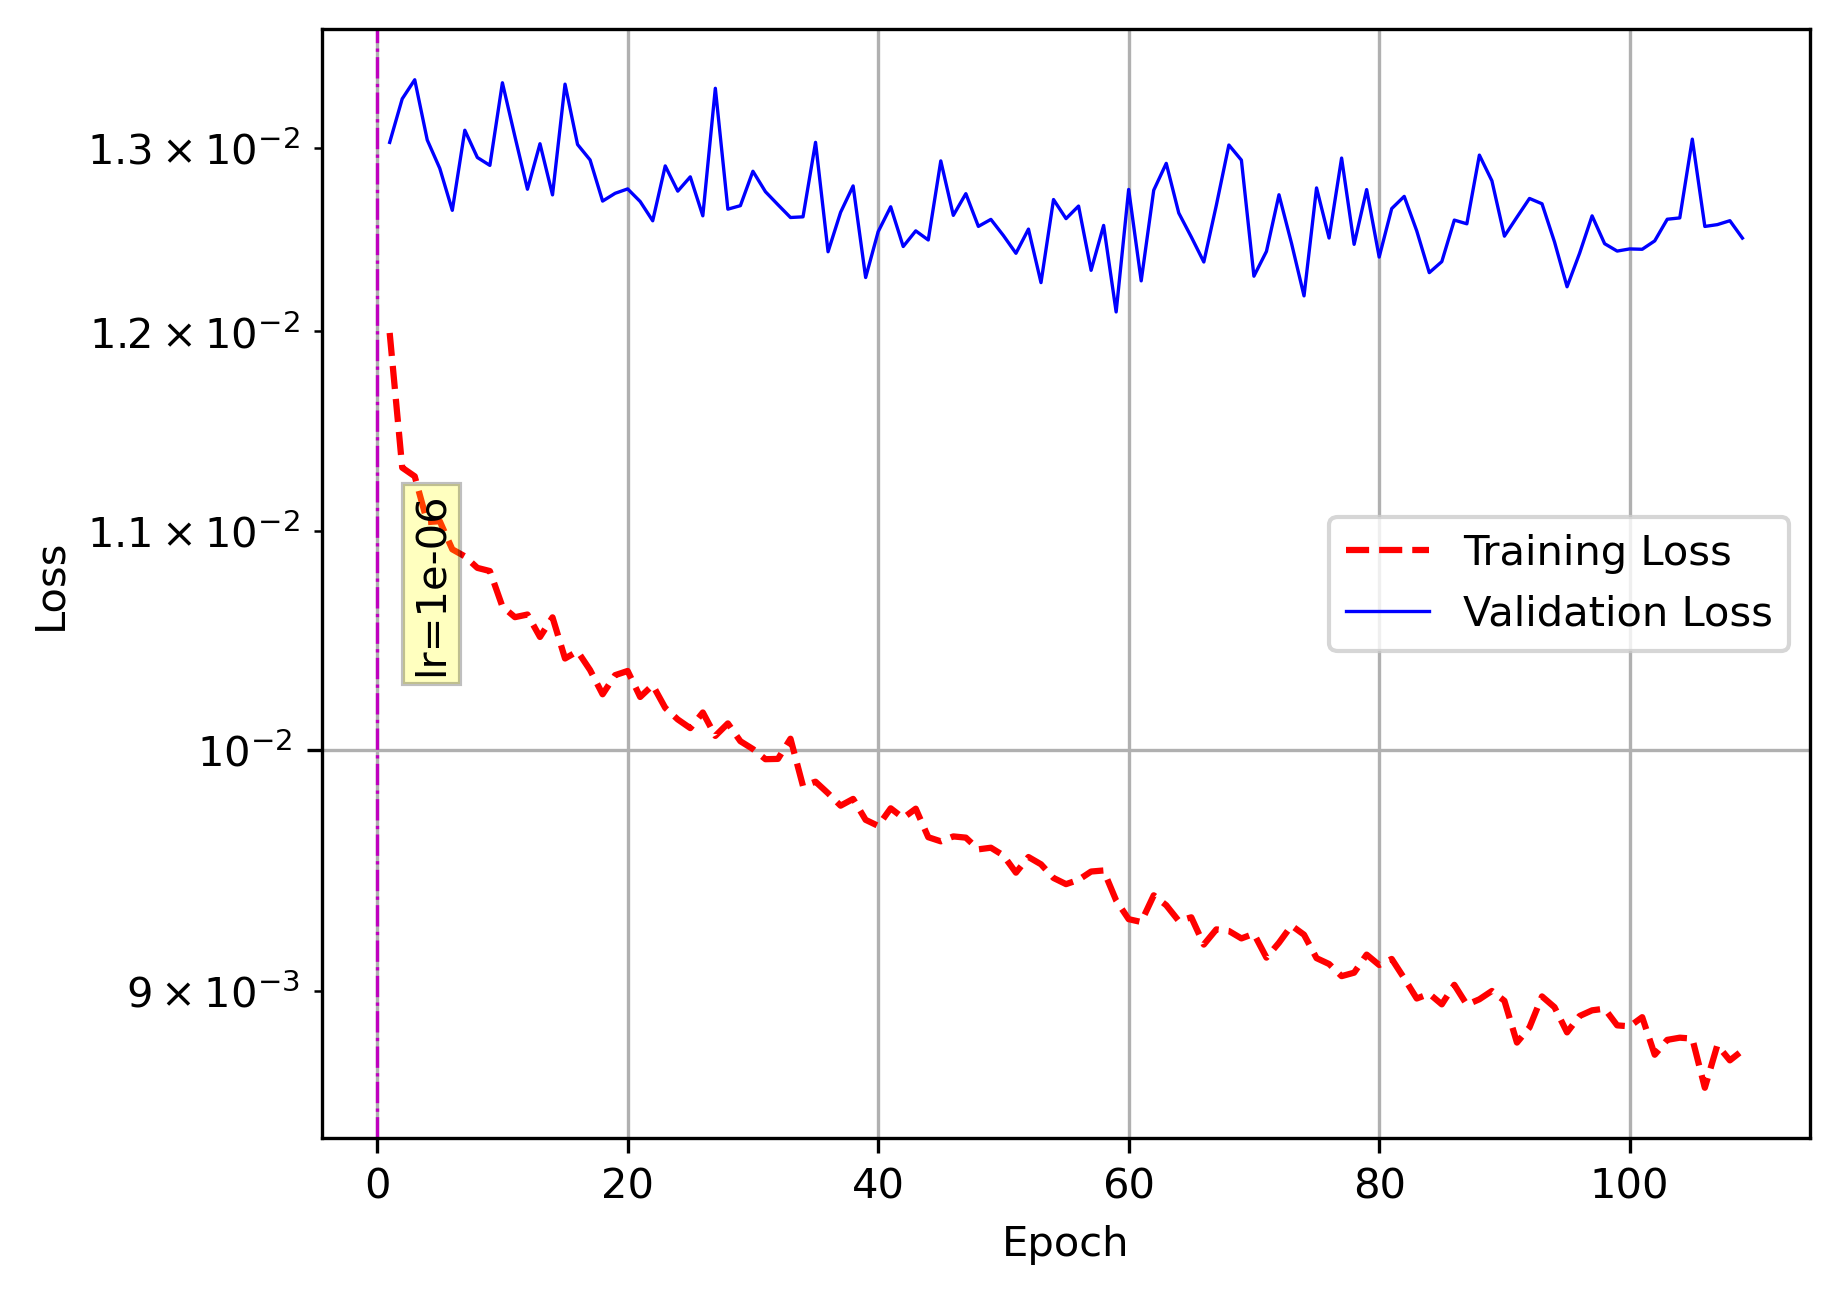 Loss
1.3 × 10⁻²
1.2 × 10⁻²
1.1 × 10⁻²
10⁻²
9 × 10⁻³
lr=1e-06
Training Loss
Validation Loss
0 20 40 60 80 100
Epoch